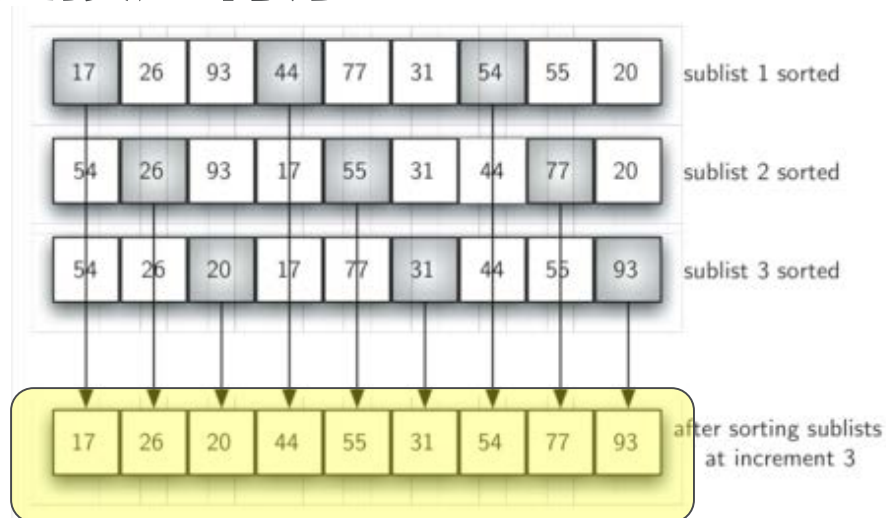 17 26 93 44 77 31 54 55 20 sublist 1 sorted
54 26 93 17 55 31 44 77 20 sublist 2 sorted
54 26 20 17 77 31 44 55 93 sublist 3 sorted
17 26 20 44 55 31 54 77 93 after sorting sublists
at increment 3